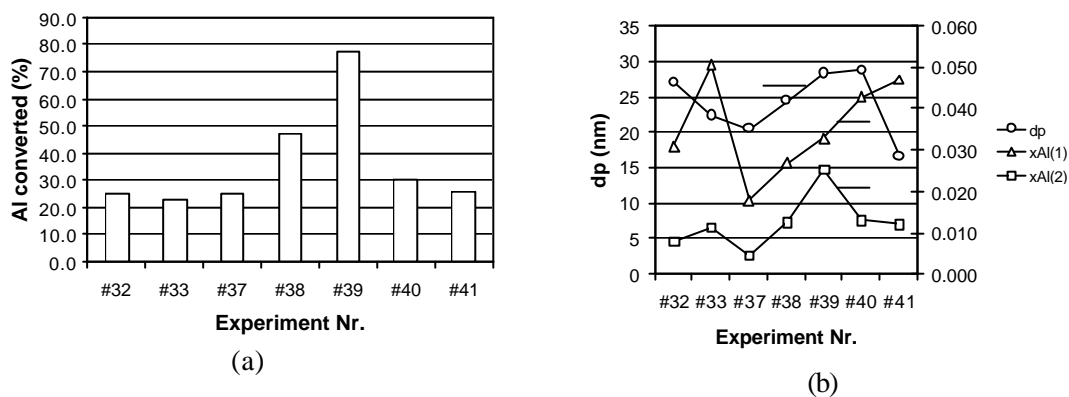 90.0
80.0
70.0
60.0
50.0
40.0
30.0
20.0
10.0
0.0
Al converted (%)
#32 #33 #37 #38 #39 #40 #41
Experiment Nr.
(a)
35
30
25
20
15
10
5
0
dp (nm)
0.060
0.050
0.040
0.030
0.020
0.010
0.000
#32 #33 #37 #38 #39 #40 #41
Experiment Nr.
dp
xAl(1)
xAl(2)
(b)